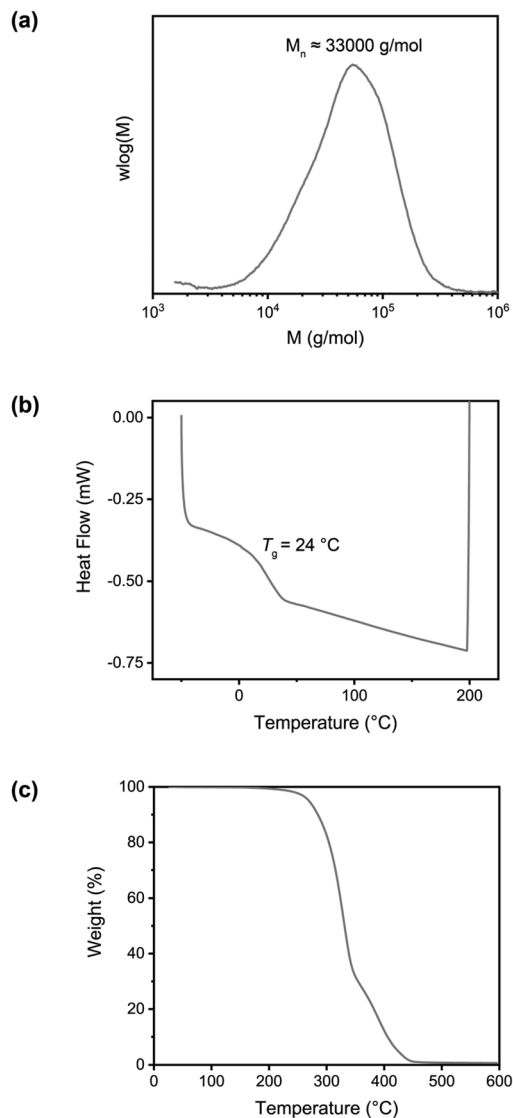 (a)
Mn ≈ 33000 g/mol
wlog(M)
10³ 10⁴ 10⁵ 10⁶
M (g/mol)
(b)
0.00
-0.25
-0.50
-0.75
Heat Flow (mW)
Tg = 24 °C
0 100 200
Temperature (°C)
(c)
100
80
60
40
20
0
Weight (%)
0 100 200 300 400 500 600
Temperature (°C)